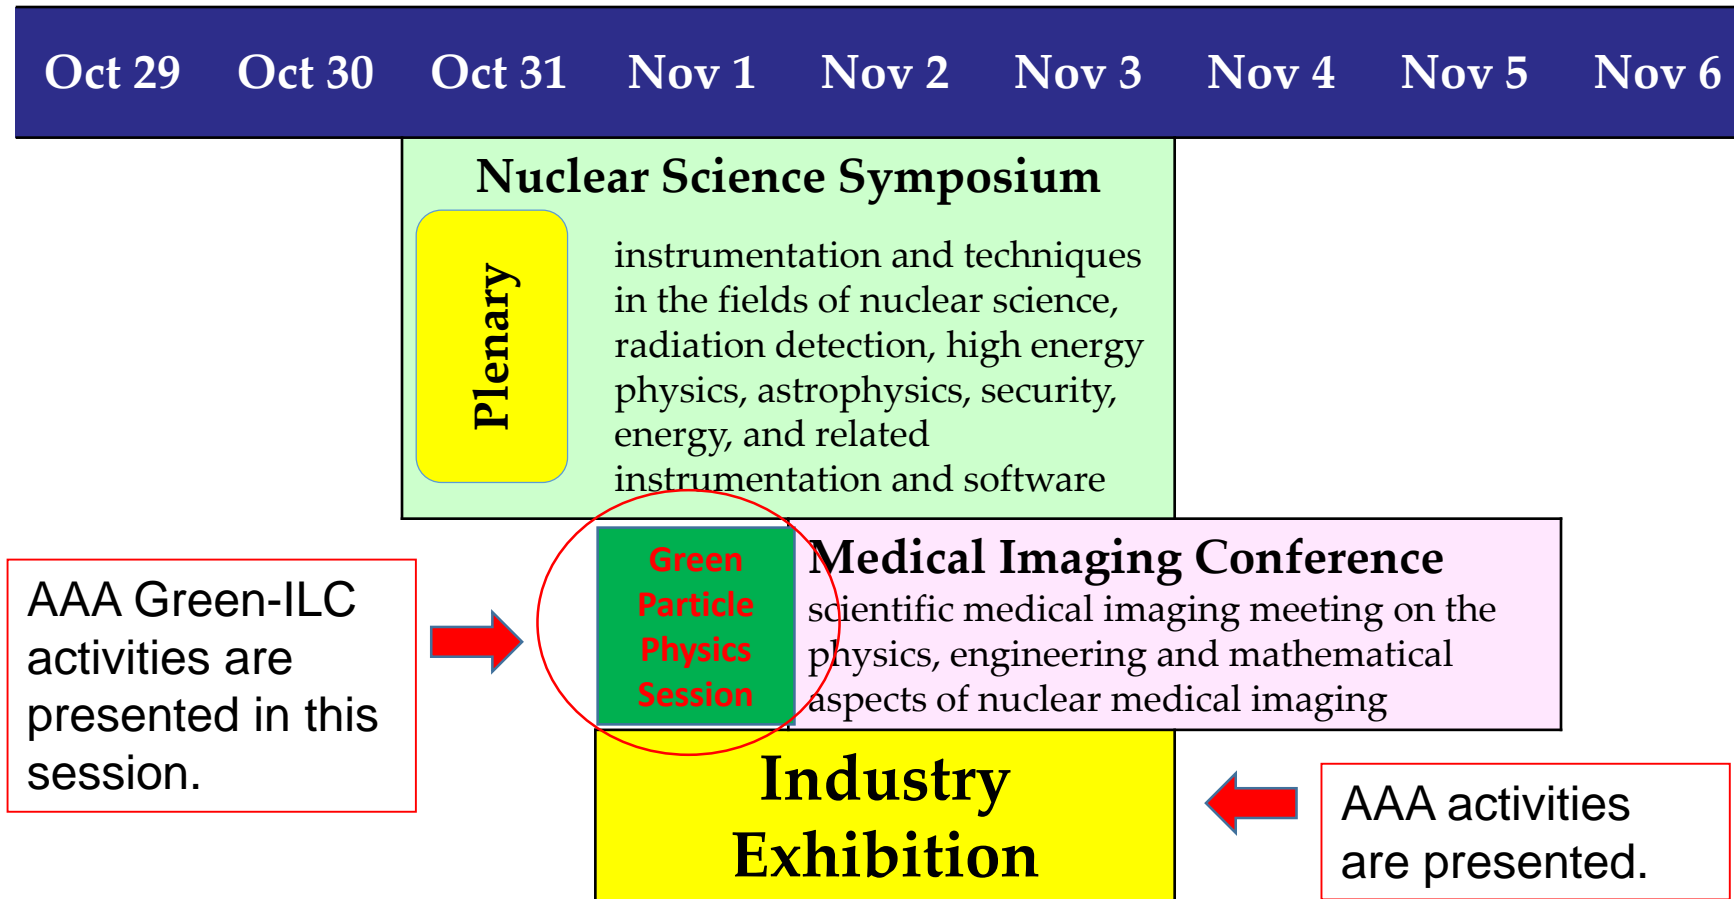 Oct 29 Oct 30 Oct 31 Nov 1 Nov 2 Nov 3 Nov 4 Nov 5 Nov 6
Nuclear Science Symposium
Plenary
instrumentation and techniques
in the fields of nuclear science,
radiation detection, high energy
physics, astrophysics, security,
energy, and related
instrumentation and software
AAA Green-ILC
activities are
presented in this
session.
Green
Particle
Physics
Session
Medical Imaging Conference
scientific medical imaging meeting on the
physics, engineering and mathematical
aspects of nuclear medical imaging
Industry
Exhibition
AAA activities
are presented.